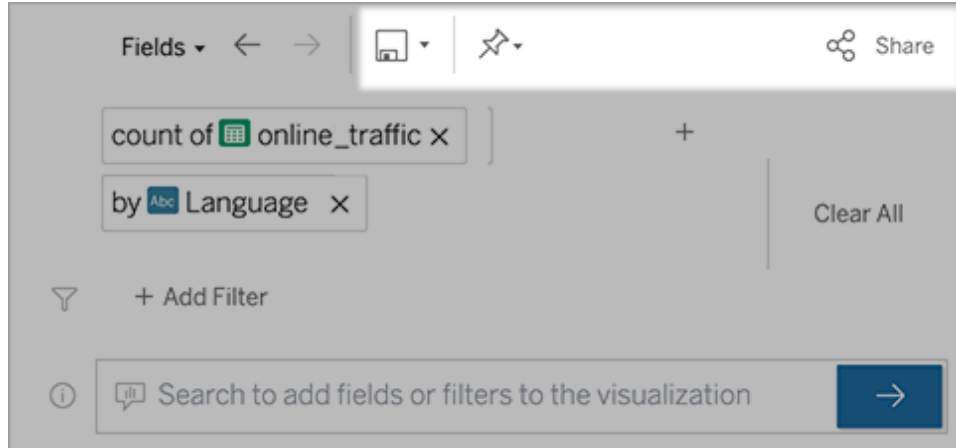 Fields
Share
count of online_traffic ×
by Abc Language ×
Clear All
+ Add Filter
Search to add fields or filters to the visualization